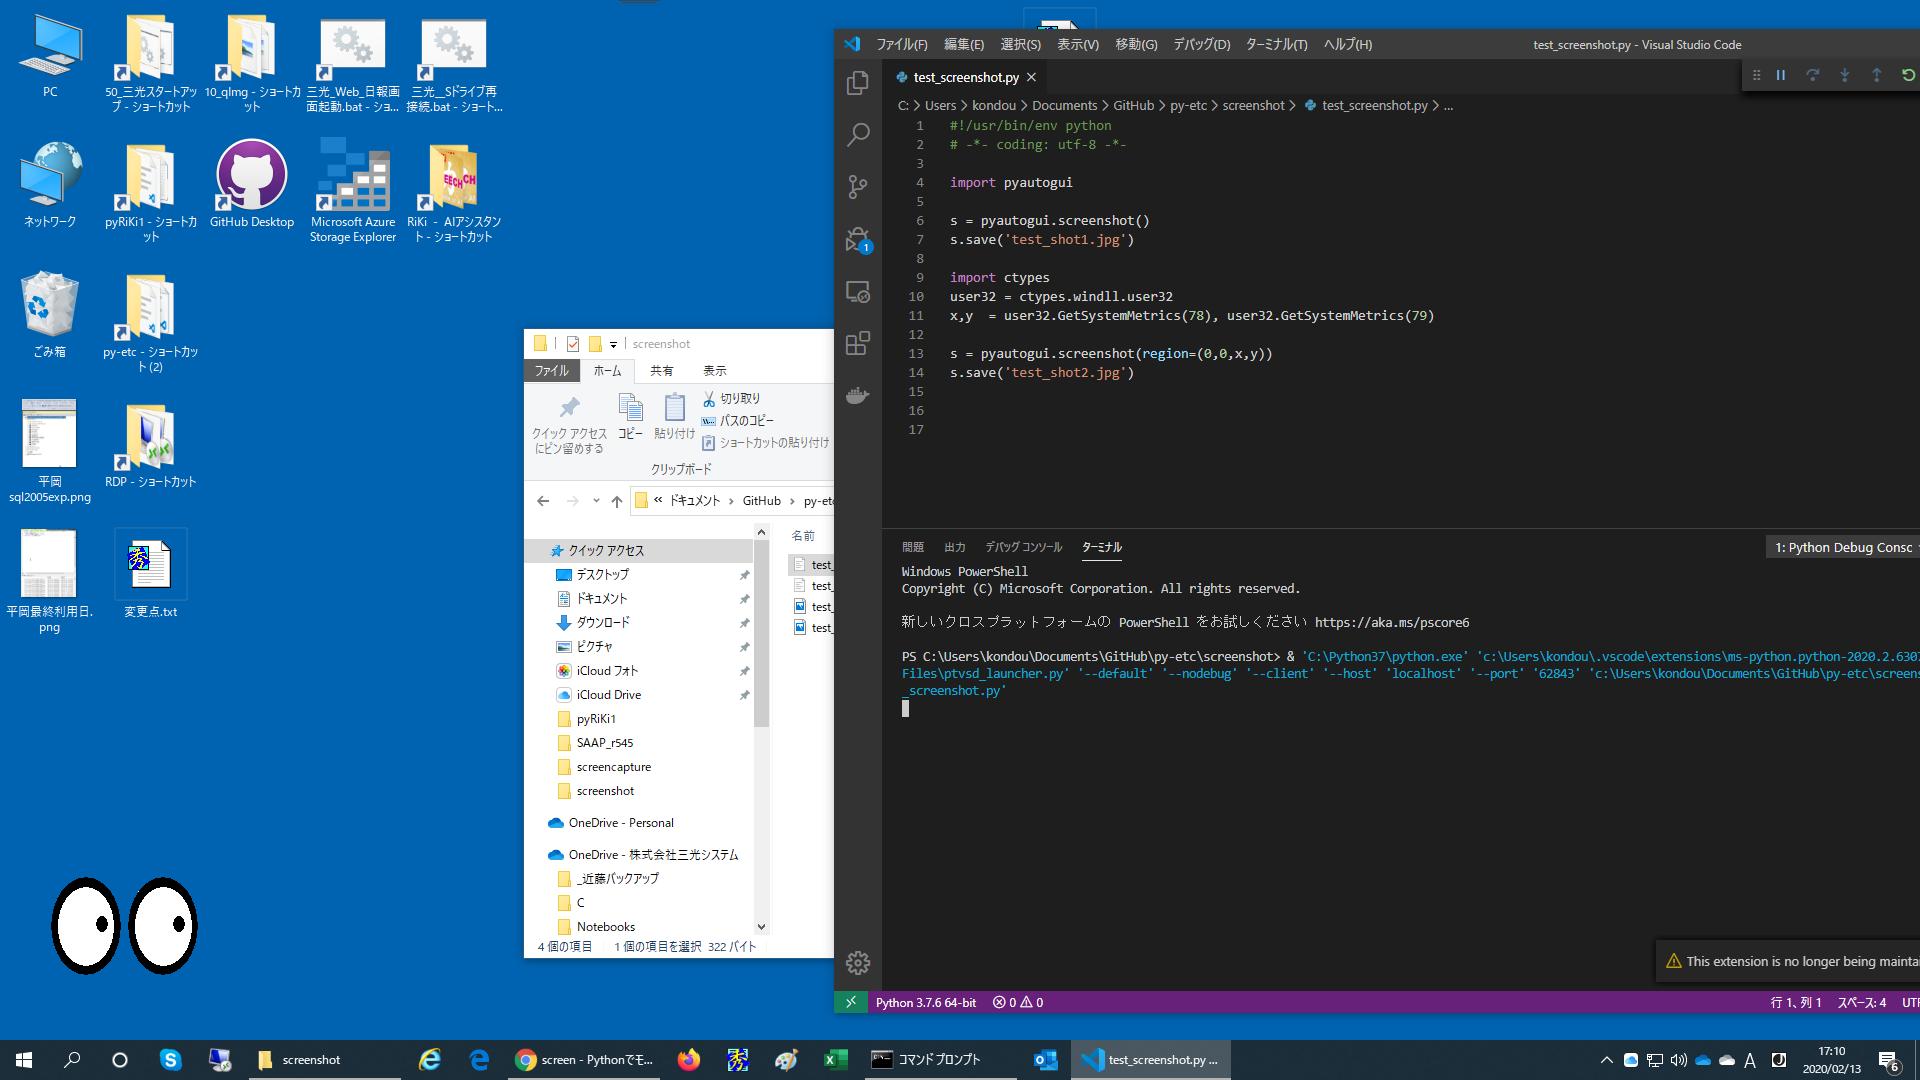 PC
50_三光スタートアップ - ショートカット
10_qImg - ショートカット
三光_Web_日報画面起動.bat - ショ...
三光__Sドライブ再接続.bat - ショート...
ネットワーク
pyRiKi1 - ショートカット
GitHub Desktop
Microsoft Azure Storage Explorer
RiKi - AIアシスタント - ショートカット
ごみ箱
py-etc - ショートカット (2)
平岡sql2005exp.png
RDP - ショートカット
平岡最終利用日.png
変更点.txt
screenshot
ファイル ホーム 共有 表示
クイック アクセスにピン留めする
コピー
貼り付け
切り取り
パスのコピー
ショートカットの貼り付け
クリップボード
« ドキュメント › GitHub › py-etc
名前
test_
test_
test_
test_
クイック アクセス
デスクトップ
ドキュメント
ダウンロード
ピクチャ
iCloud フォト
iCloud Drive
pyRiKi1
SAAP_r545
screencapture
screenshot
OneDrive - Personal
OneDrive - 株式会社三光システム
_近藤バックアップ
C
Notebooks
4 個の項目 1 個の項目を選択 322 バイト
ファイル(F) 編集(E) 選択(S) 表示(V) 移動(G) デバッグ(D) ターミナル(T) ヘルプ(H) test_screenshot.py - Visual Studio Code
test_screenshot.py
C: > Users > kondou > Documents > GitHub > py-etc > screenshot > test_screenshot.py > ...
1 #!/usr/bin/env python
2 # -*- coding: utf-8 -*-
3
4 import pyautogui
5
6 s = pyautogui.screenshot()
7 s.save('test_shot1.jpg')
8
9 import ctypes
10 user32 = ctypes.windll.user32
11 x,y  = user32.GetSystemMetrics(78), user32.GetSystemMetrics(79)
12
13 s = pyautogui.screenshot(region=(0,0,x,y))
14 s.save('test_shot2.jpg')
15
16
17
1
問題 出力 デバッグ コンソール ターミナル 1: Python Debug Consc
Windows PowerShell
Copyright (C) Microsoft Corporation. All rights reserved.
新しいクロスプラットフォームの PowerShell をお試しください https://aka.ms/pscore6
PS C:\Users\kondou\Documents\GitHub\py-etc\screenshot> & 'C:\Python37\python.exe' 'c:\Users\kondou\.vscode\extensions\ms-python.python-2020.2.6307
Files\ptvsd_launcher.py' '--default' '--nodebug' '--client' '--host' 'localhost' '--port' '62843' 'c:\Users\kondou\Documents\GitHub\py-etc\screens
_screenshot.py'
This extension is no longer being maintai
Python 3.7.6 64-bit 0 0 行 1、列 1 スペース: 4 UTF
screenshot
screen - Pythonでモ...
コマンド プロンプト
test_screenshot.py ...
A
17:10
2020/02/13
6